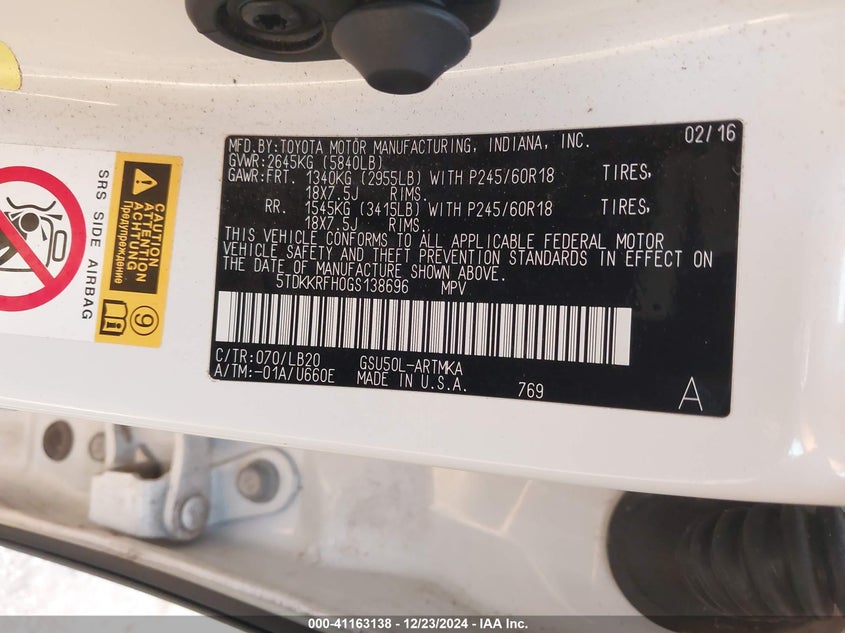 MFD.BY:TOYOTA MOTOR MANUFACTURING, INDIANA, INC. 02/16
GVWR:2645KG (5840LB)
GAWR:FRT. 1340KG (2955LB) WITH P245/60R18 TIRES,
18X7.5J RIMS.
RR. 1545KG (3415LB) WITH P245/60R18 TIRES,
18X7.5J RIMS.
THIS VEHICLE CONFORMS TO ALL APPLICABLE FEDERAL MOTOR
VEHICLE SAFETY AND THEFT PREVENTION STANDARDS IN EFFECT ON
THE DATE OF MANUFACTURE SHOWN ABOVE.
5TDKKRFH0GS138696 MPV
C/TR:070/LB20 GSU50L-ARTMKA
A/TM:-01A/U660E MADE IN U.S.A. 769
A
SRS SIDE AIRBAG
CAUTION
ATTENTION
ACHTUNG
Предупреждение
9
000-41163138 - 12/23/2024 - IAA Inc.